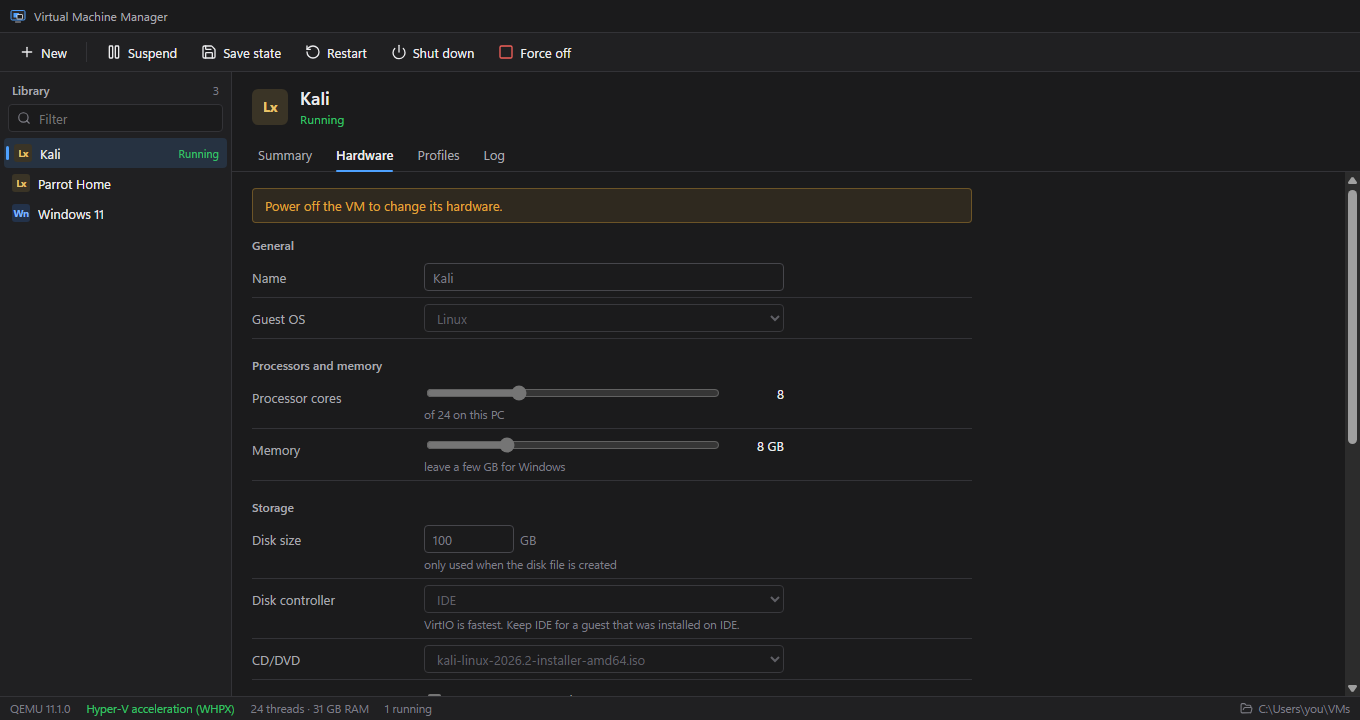 Virtual Machine Manager
New Suspend Save state Restart Shut down Force off
Library 3
Filter
Lx Kali Running
Lx Parrot Home
Wn Windows 11
Lx Kali
Running
Summary Hardware Profiles Log
Power off the VM to change its hardware.
General
Name Kali
Guest OS Linux
Processors and memory
Processor cores 8
of 24 on this PC
Memory 8 GB
leave a few GB for Windows
Storage
Disk size 100 GB
only used when the disk file is created
Disk controller IDE
VirtIO is fastest. Keep IDE for a guest that was installed on IDE.
CD/DVD kali-linux-2026.2-installer-amd64.iso
QEMU 11.1.0 Hyper-V acceleration (WHPX) 24 threads · 31 GB RAM 1 running C:\Users\you\VMs